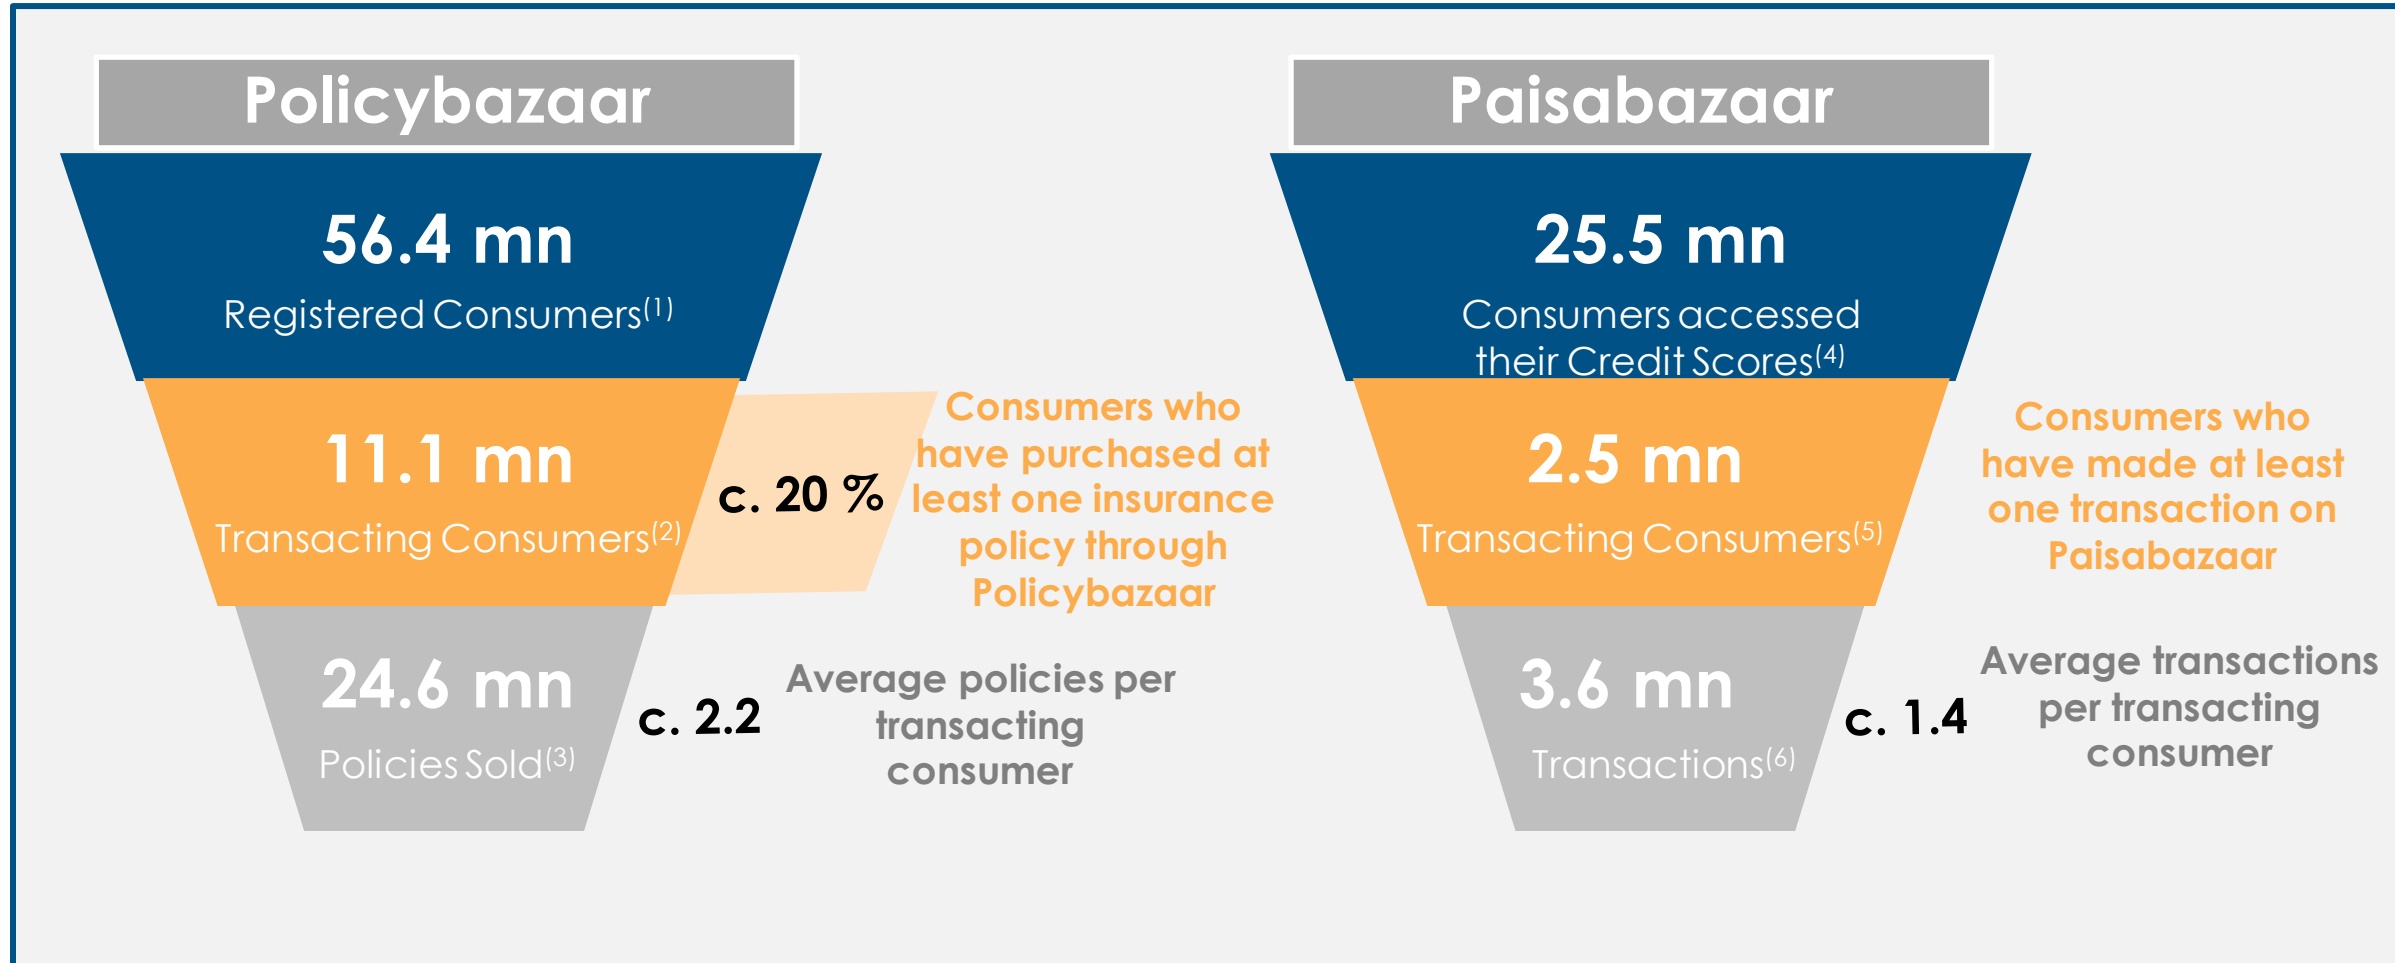 Policybazaar
56.4 mn
Registered Consumers(1)
11.1 mn
Transacting Consumers(2)
c. 20 %
Consumers who
have purchased at
least one insurance
policy through
Policybazaar
24.6 mn
Policies Sold(3)
c. 2.2
Average policies per
transacting
consumer
Paisabazaar
25.5 mn
Consumers accessed
their Credit Scores(4)
2.5 mn
Transacting Consumers(5)
Consumers who
have made at least
one transaction on
Paisabazaar
3.6 mn
Transactions(6)
c. 1.4
Average transactions
per transacting
consumer